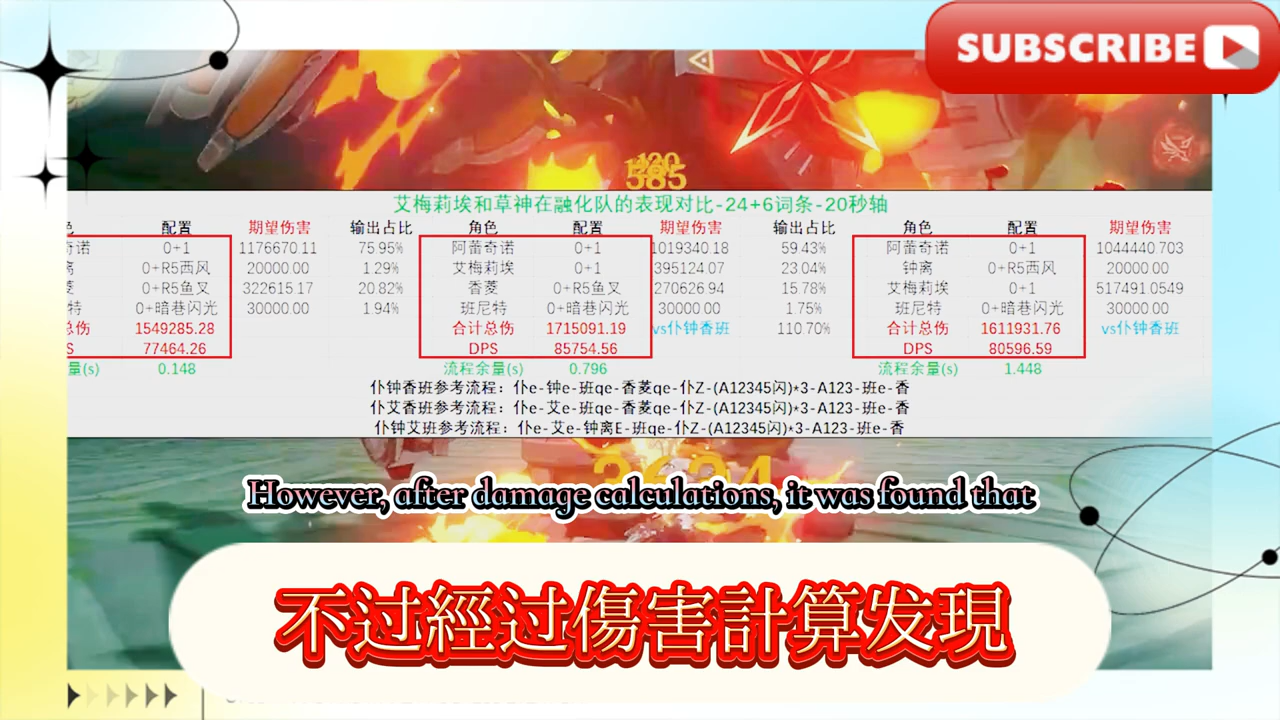 SUBSCRIBE
585
艾梅莉埃和草神在融化队的表现对比-24+6词条-20秒轴
配置 期望伤害 输出占比 角色 配置 期望伤害 输出占比 角色 配置 期望伤害
奇诺 0+1 1176670.11 75.95% 阿蕾奇诺 0+1 1019340.18 59.43% 阿蕾奇诺 0+1 1044440.703
离 0+R5西风 20000.00 1.29% 艾梅莉埃 0+1 395124.07 23.04% 钟离 0+R5西风 20000.00
菱 0+R5鱼叉 322615.17 20.82% 香菱 0+R5鱼叉 270626.94 15.78% 艾梅莉埃 0+1 517491.0549
特 0+暗巷闪光 30000.00 1.94% 班尼特 0+暗巷闪光 30000.00 1.75% 班尼特 0+暗巷闪光 30000.00
总伤 1549285.28 合计总伤 1715091.19 vs仆钟香班 110.70% 合计总伤 1611931.76 vs仆钟香班
S 77464.26 DPS 85754.56 DPS 80596.59
量(s) 0.148 流程余量(s) 0.796 流程余量(s) 1.448
仆钟香班参考流程：仆e-钟e-班qe-香菱qe-仆Z-(A12345闪)*3-A123-班e-香
仆艾香班参考流程：仆e-艾e-班qe-香菱qe-仆Z-(A12345闪)*3-A123-班e-香
仆钟艾班参考流程：仆e-艾e-钟离E-班qe-仆Z-(A12345闪)*3-A123-班e-香
However, after damage calculations, it was found that
不过經过傷害計算发現